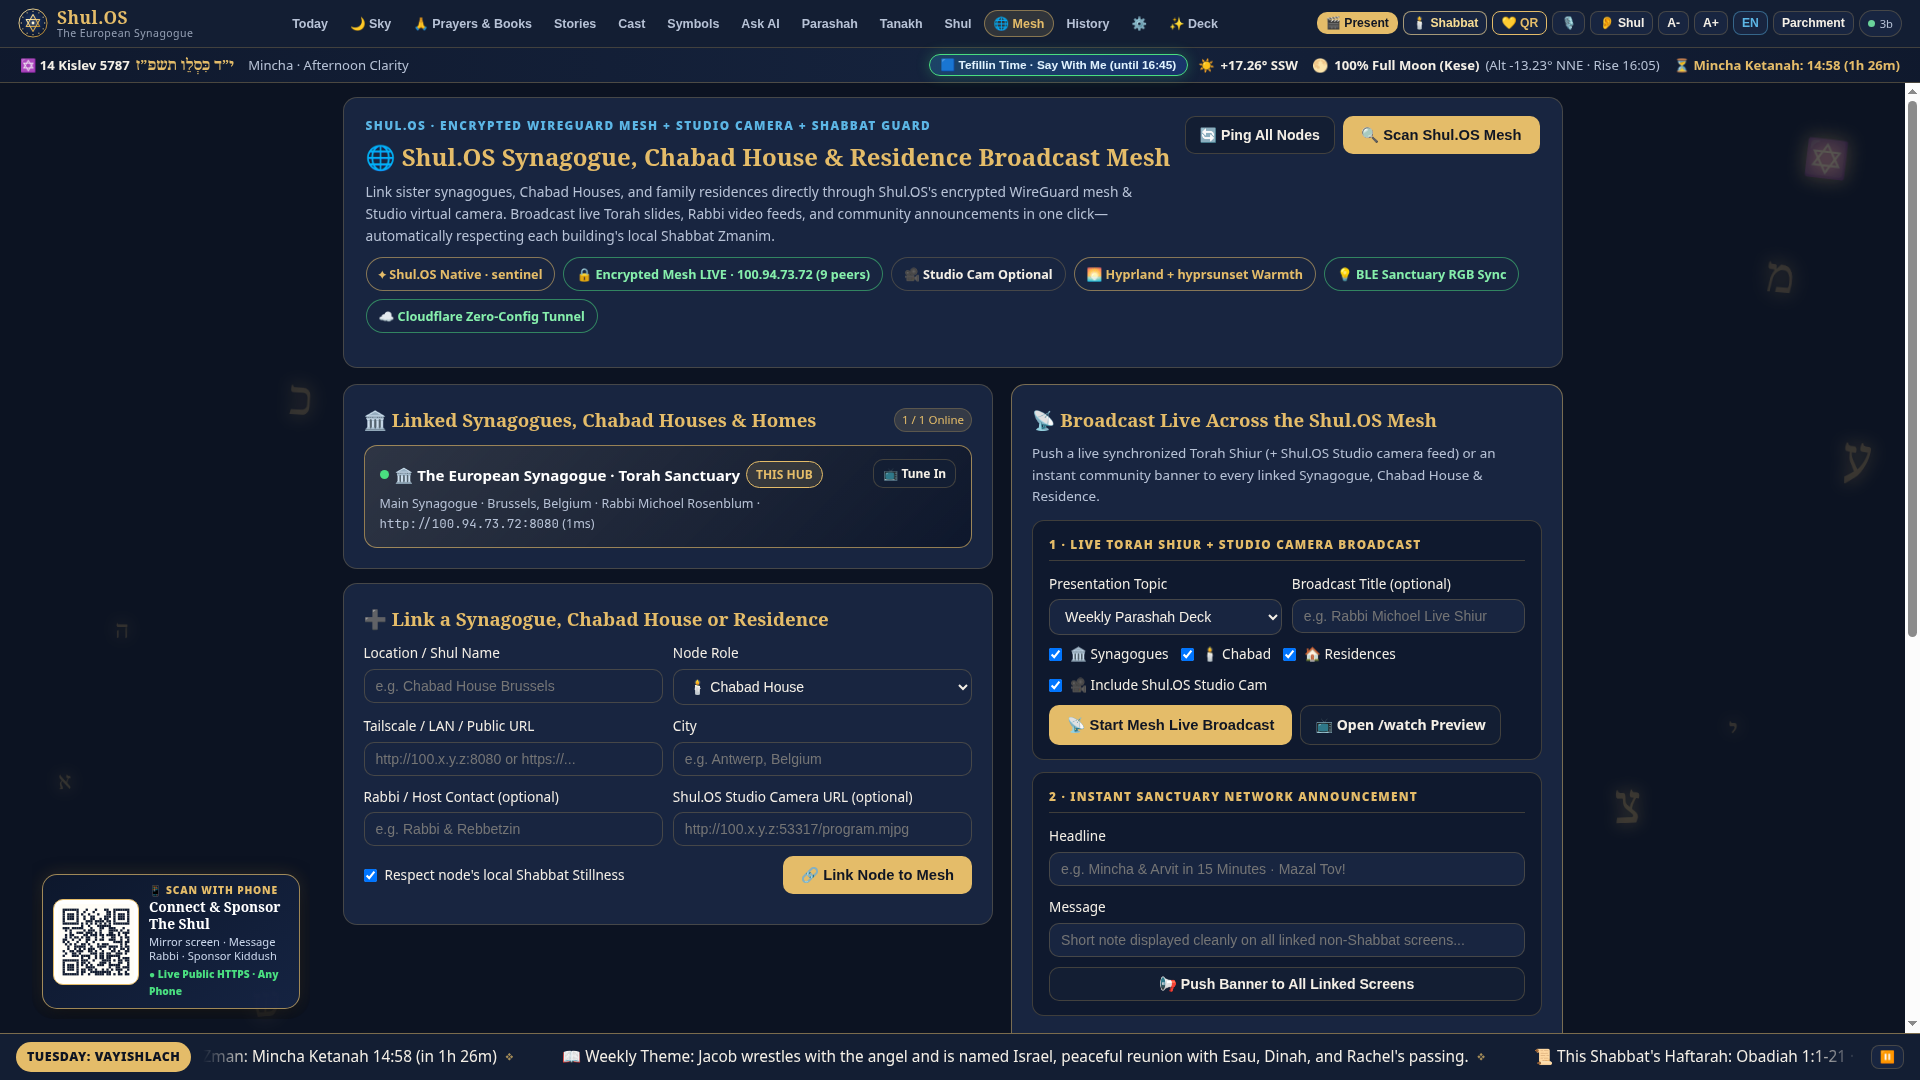 Shul.OS
The European Synagogue
Today
Sky
Prayers & Books
Stories
Cast
Symbols
Ask AI
Parashah
Tanakh
Shul
Mesh
History
Deck
Present
Shabbat
QR
Shul
A-
A+
EN
Parchment
3b
14 Kislev 5787 י״ד כִּסְלֵו תשפ״ז Mincha · Afternoon Clarity
Tefillin Time · Say With Me (until 16:45)
+17.26° SSW
100% Full Moon (Kese) (Alt -13.23° NNE · Rise 16:05)
Mincha Ketanah: 14:58 (1h 26m)
SHUL.OS · ENCRYPTED WIREGUARD MESH + STUDIO CAMERA + SHABBAT GUARD
Shul.OS Synagogue, Chabad House & Residence Broadcast Mesh
Ping All Nodes
Scan Shul.OS Mesh
Link sister synagogues, Chabad Houses, and family residences directly through Shul.OS's encrypted WireGuard mesh &
Studio virtual camera. Broadcast live Torah slides, Rabbi video feeds, and community announcements in one click—
automatically respecting each building's local Shabbat Zmanim.
✦ Shul.OS Native · sentinel
Encrypted Mesh LIVE · 100.94.73.72 (9 peers)
Studio Cam Optional
Hyprland + hyprsunset Warmth
BLE Sanctuary RGB Sync
Cloudflare Zero-Config Tunnel
Linked Synagogues, Chabad Houses & Homes
1 / 1 Online
The European Synagogue · Torah Sanctuary
THIS HUB
Tune In
Main Synagogue · Brussels, Belgium · Rabbi Michoel Rosenblum ·
http://100.94.73.72:8080 (1ms)
Link a Synagogue, Chabad House or Residence
Location / Shul Name
Node Role
e.g. Chabad House Brussels
Chabad House
Tailscale / LAN / Public URL
City
http://100.x.y.z:8080 or https://...
e.g. Antwerp, Belgium
Rabbi / Host Contact (optional)
Shul.OS Studio Camera URL (optional)
e.g. Rabbi & Rebbetzin
http://100.x.y.z:53317/program.mjpg
Respect node's local Shabbat Stillness
Link Node to Mesh
Broadcast Live Across the Shul.OS Mesh
Push a live synchronized Torah Shiur (+ Shul.OS Studio camera feed) or an
instant community banner to every linked Synagogue, Chabad House &
Residence.
1 · LIVE TORAH SHIUR + STUDIO CAMERA BROADCAST
Presentation Topic
Broadcast Title (optional)
Weekly Parashah Deck
e.g. Rabbi Michoel Live Shiur
Synagogues
Chabad
Residences
Include Shul.OS Studio Cam
Start Mesh Live Broadcast
Open /watch Preview
2 · INSTANT SANCTUARY NETWORK ANNOUNCEMENT
Headline
e.g. Mincha & Arvit in 15 Minutes · Mazal Tov!
Message
Short note displayed cleanly on all linked non-Shabbat screens...
Push Banner to All Linked Screens
SCAN WITH PHONE
Connect & Sponsor
The Shul
Mirror screen · Message
Rabbi · Sponsor Kiddush
● Live Public HTTPS · Any
Phone
מ
כ
ע
ה
י
א
צ
TUESDAY: VAYISHLACH
Zman: Mincha Ketanah 14:58 (in 1h 26m)
Weekly Theme: Jacob wrestles with the angel and is named Israel, peaceful reunion with Esau, Dinah, and Rachel's passing.
This Shabbat's Haftarah: Obadiah 1:1-21